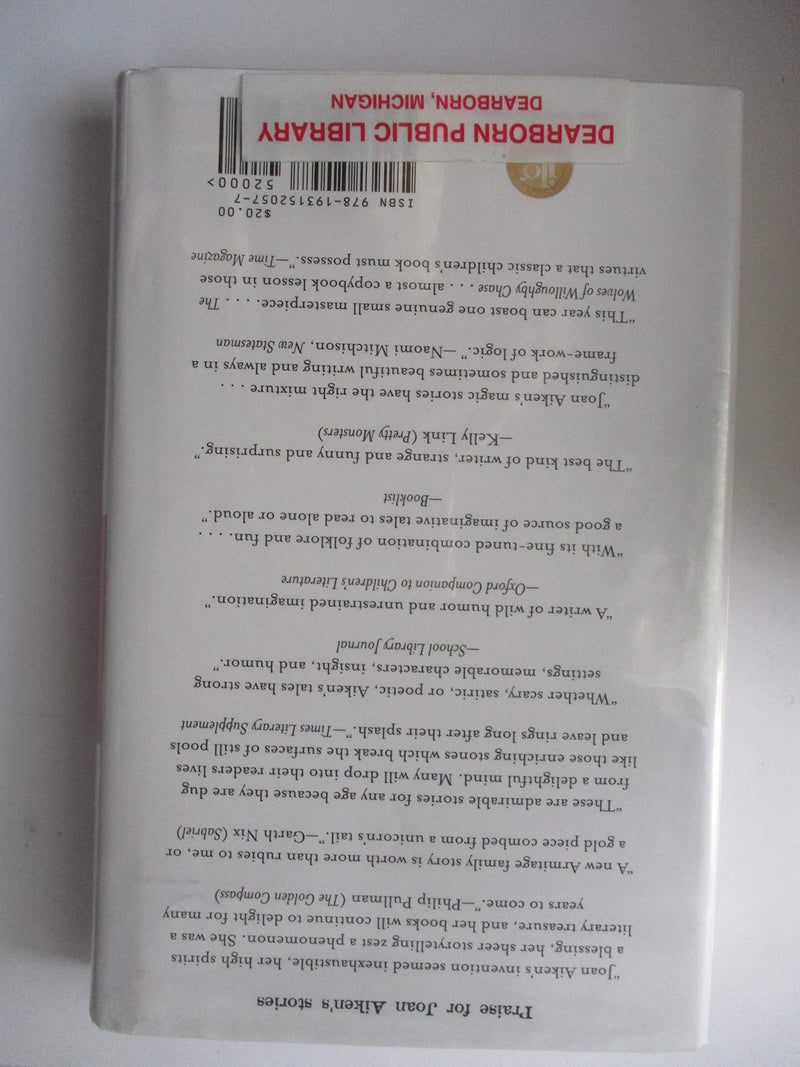 Praise for Joan Aiken's stories
"Joan Aiken's invention seemed inexhaustible, her high spirits
a blessing, her sheer storytelling zest a phenomenon. She was a
literary treasure, and her books will continue to delight for many
years to come."—Philip Pullman (The Golden Compass)
"A new Armitage family story is worth more than rubies to me, or
a gold piece combed from a unicorn's tail."—Garth Nix (Sabriel)
"These are admirable stories for any age because they are dug
from a delightful mind. Many will drop into their readers lives
like those enriching stones which break the surfaces of still pools
and leave rings long after their splash."—Times Literary Supplement
"Whether scary, satiric, or poetic, Aiken's tales have strong
settings, memorable characters, insight, and humor."
—School Library Journal
"A writer of wild humor and unrestrained imagination."
—Oxford Companion to Children's Literature
"With its fine-tuned combination of folklore and fun. . . .
a good source of imaginative tales to read alone or aloud."
—Booklist
"The best kind of writer, strange and funny and surprising."
—Kelly Link (Pretty Monsters)
"Joan Aiken's magic stories have the right mixture . . .
distinguished and sometimes beautiful writing and always in a
frame-work of logic." —Naomi Mitchison, New Statesman
"This year can boast one genuine small masterpiece. . . . The
Wolves of Willoughby Chase . . . almost a copybook lesson in those
virtues that a classic children's book must possess."—Time Magazine
$20.00
ISBN 978-1931520577-7
52000>
DEARBORN PUBLIC LIBRARY
DEARBORN, MICHIGAN